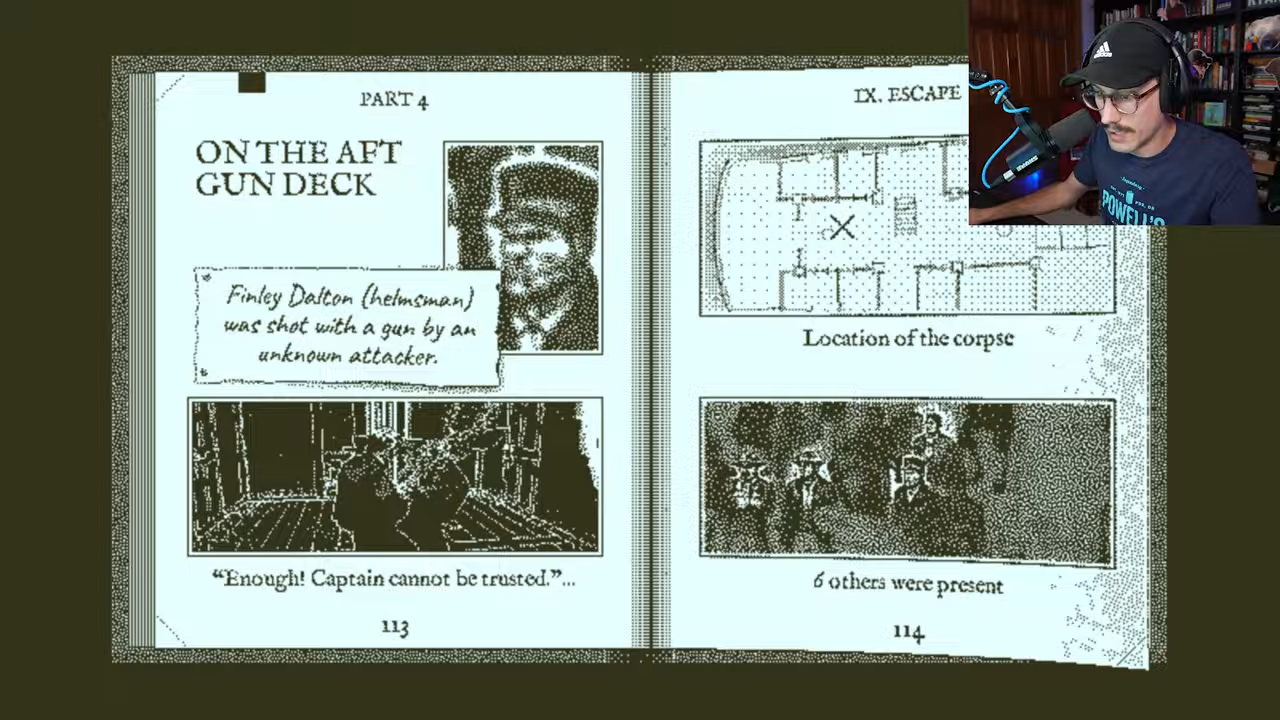 PART 4
ON THE AFT
GUN DECK
Finley Dalton (helmsman)
was shot with a gun by an
unknown attacker.
"Enough! Captain cannot be trusted."...
113
IX. ESCAPE
Location of the corpse
6 others were present
114
POWELL'S